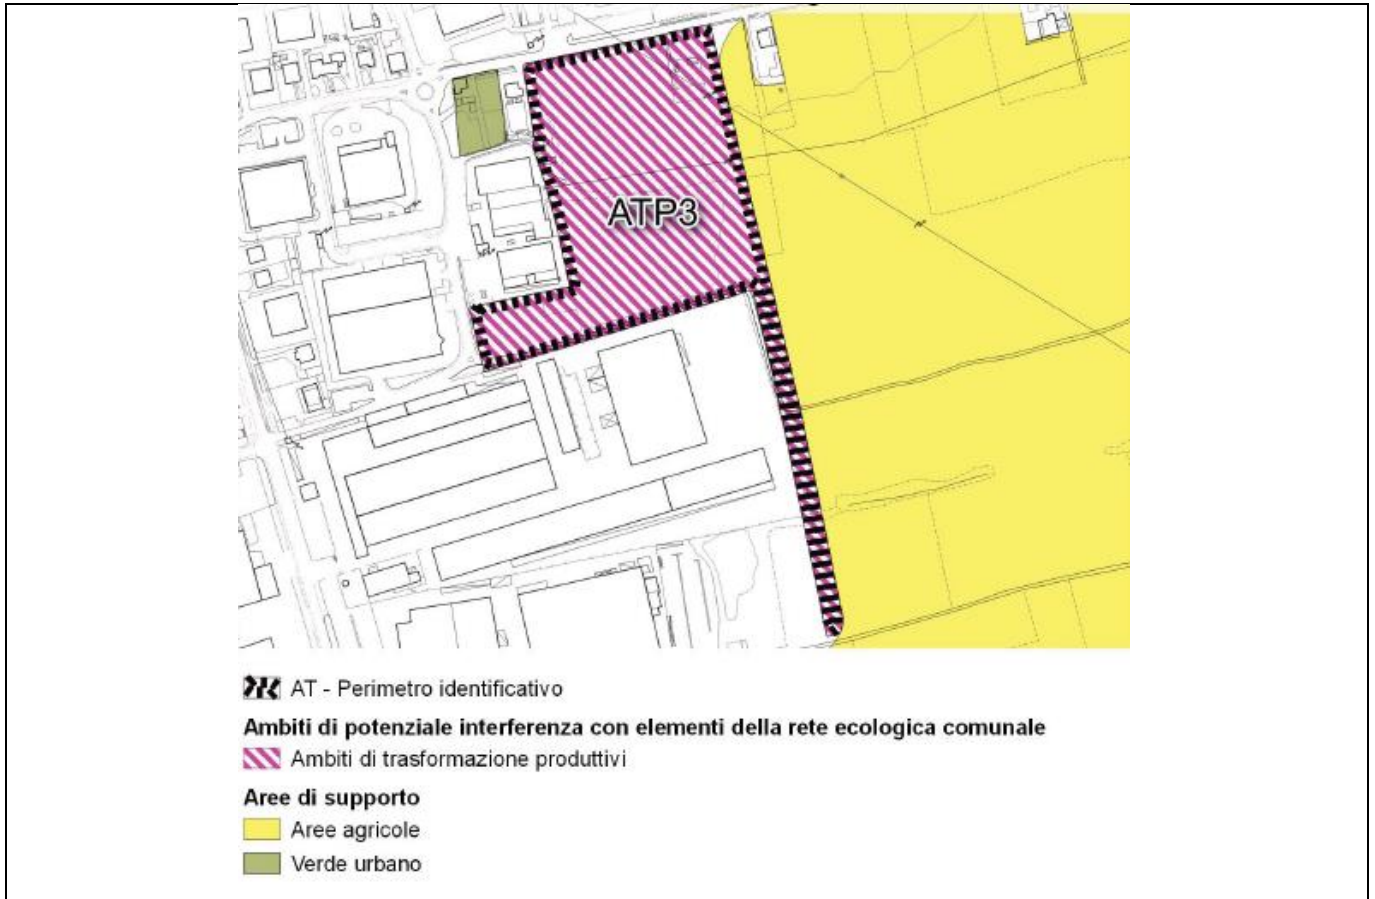 ATP3
AT - Perimetro identificativo
Ambiti di potenziale interferenza con elementi della rete ecologica comunale
Ambiti di trasformazione produttivi
Aree di supporto
Aree agricole
Verde urbano